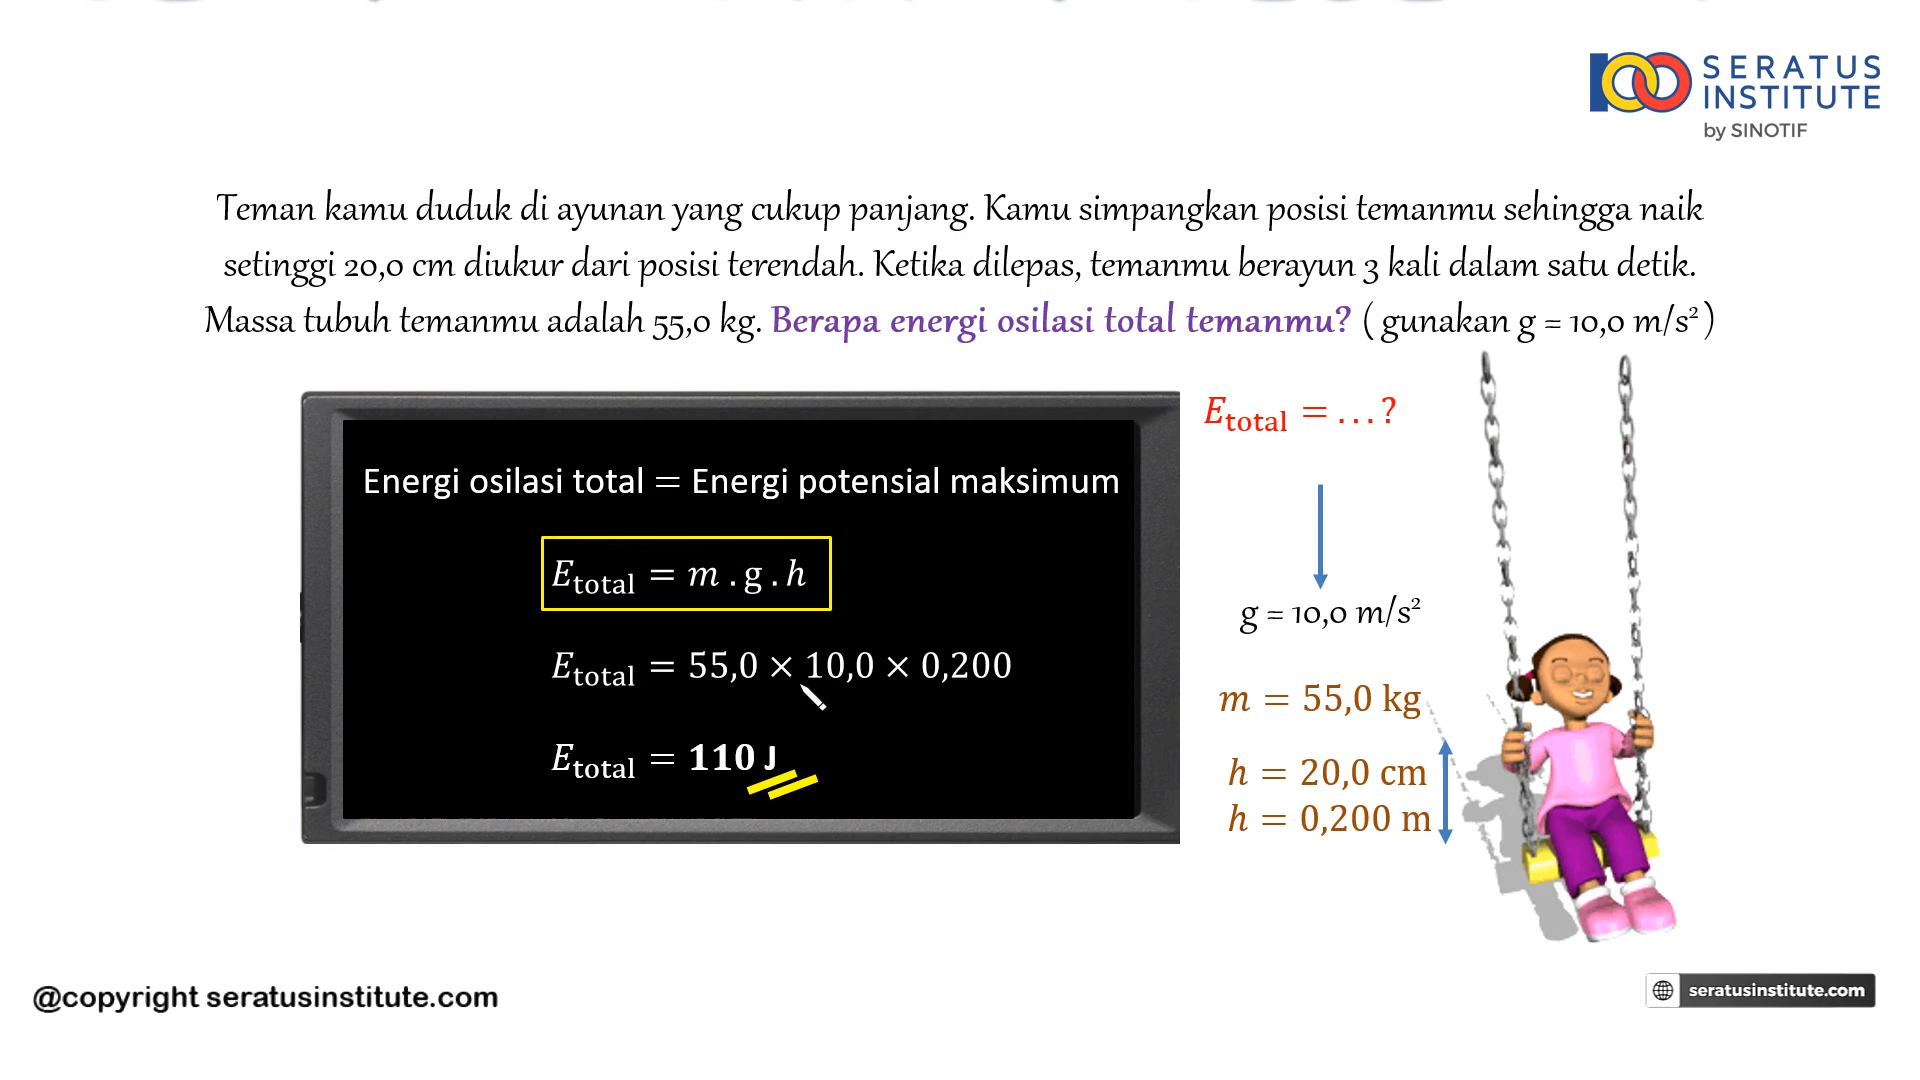 SERATUS
INSTITUTE
by SINOTIF
Teman kamu duduk di ayunan yang cukup panjang. Kamu simpangkan posisi temanmu sehingga naik
setinggi 20,0 cm diukur dari posisi terendah. Ketika dilepas, temanmu berayun 3 kali dalam satu detik.
Massa tubuh temanmu adalah 55,0 kg. Berapa energi osilasi total temanmu? ( gunakan g = 10,0 m/s² )
Energi osilasi total = Energi potensial maksimum
E_total = m . g . h
E_total = 55,0 × 10,0 × 0,200
E_total = 110 J
E_total = . . . ?
g = 10,0 m/s²
m = 55,0 kg
h = 20,0 cm
h = 0,200 m
@copyright seratusinstitute.com
seratusinstitute.com